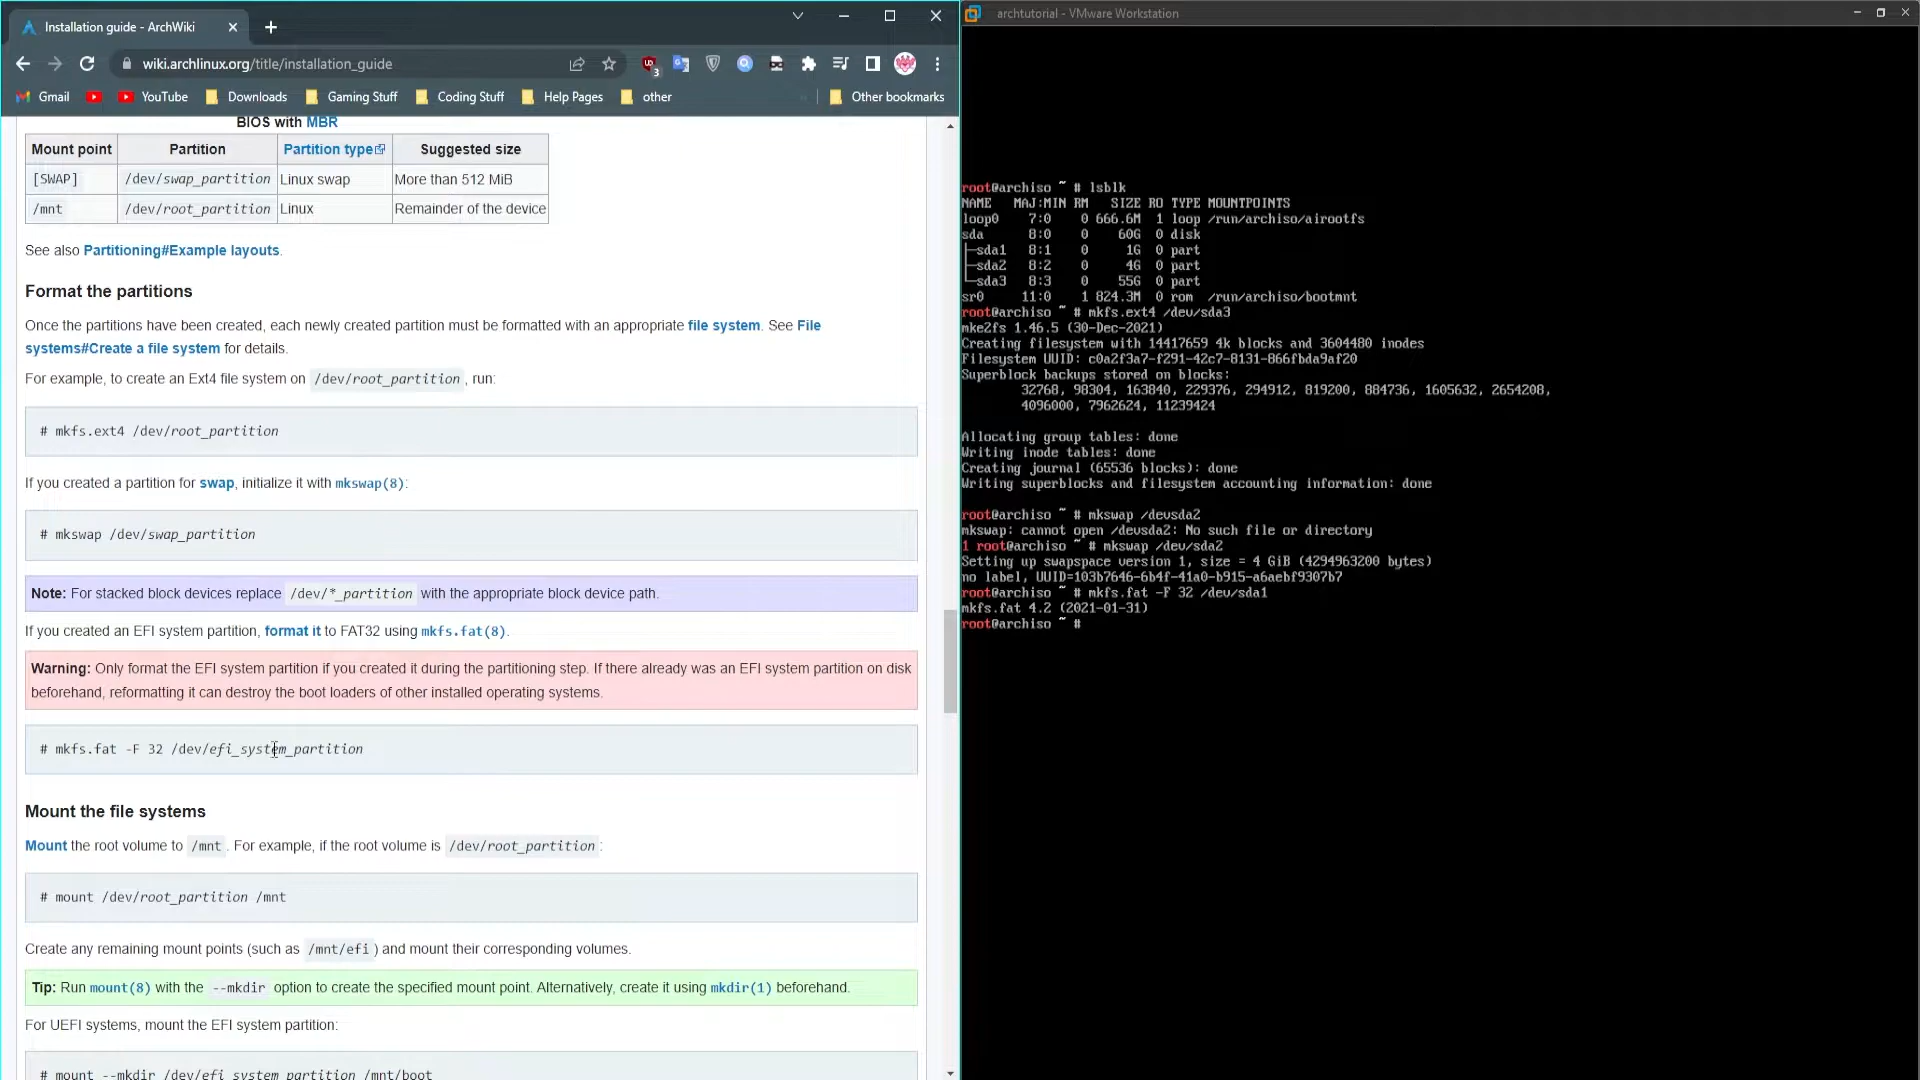 Installation guide - ArchWiki
wiki.archlinux.org/title/installation_guide
3
Gmail
YouTube
Downloads
Gaming Stuff
Coding Stuff
Help Pages
other
Other bookmarks
BIOS with MBR
Mount point Partition Partition type Suggested size
[SWAP] /dev/swap_partition Linux swap More than 512 MiB
/mnt /dev/root_partition Linux Remainder of the device
See also Partitioning#Example layouts.
Format the partitions
Once the partitions have been created, each newly created partition must be formatted with an appropriate file system. See File
systems#Create a file system for details.
For example, to create an Ext4 file system on /dev/root_partition , run:
# mkfs.ext4 /dev/root_partition
If you created a partition for swap, initialize it with mkswap(8):
# mkswap /dev/swap_partition
Note: For stacked block devices replace /dev/*_partition with the appropriate block device path.
If you created an EFI system partition, format it to FAT32 using mkfs.fat(8).
Warning: Only format the EFI system partition if you created it during the partitioning step. If there already was an EFI system partition on disk
beforehand, reformatting it can destroy the boot loaders of other installed operating systems.
# mkfs.fat -F 32 /dev/efi_system_partition
Mount the file systems
Mount the root volume to /mnt . For example, if the root volume is /dev/root_partition :
# mount /dev/root_partition /mnt
Create any remaining mount points (such as /mnt/efi ) and mount their corresponding volumes.
Tip: Run mount(8) with the --mkdir option to create the specified mount point. Alternatively, create it using mkdir(1) beforehand.
For UEFI systems, mount the EFI system partition:
# mount --mkdir /dev/efi_system_partition /mnt/boot
archtutorial - VMware Workstation
root@archiso ~ # lsblk
NAME MAJ:MIN RM SIZE RO TYPE MOUNTPOINTS
loop0 7:0 0 666.6M 1 loop /run/archiso/airootfs
sda 8:0 0 60G 0 disk
├─sda1 8:1 0 1G 0 part
├─sda2 8:2 0 4G 0 part
└─sda3 8:3 0 55G 0 part
sr0 11:0 1 824.3M 0 rom /run/archiso/bootmnt
root@archiso ~ # mkfs.ext4 /dev/sda3
mke2fs 1.46.5 (30-Dec-2021)
Creating filesystem with 14417659 4k blocks and 3604480 inodes
Filesystem UUID: c0a2f3a7-f291-42c7-8131-866fbda9af20
Superblock backups stored on blocks:
32768, 98304, 163840, 229376, 294912, 819200, 884736, 1605632, 2654208,
4096000, 7962624, 11239424
Allocating group tables: done
Writing inode tables: done
Creating journal (65536 blocks): done
Writing superblocks and filesystem accounting information: done
root@archiso ~ # mkswap /devsda2
mkswap: cannot open /devsda2: No such file or directory
1 root@archiso ~ # mkswap /dev/sda2
Setting up swapspace version 1, size = 4 GiB (4294963200 bytes)
no label, UUID=103b7646-6b4f-41a0-b915-a6aebf9307b7
root@archiso ~ # mkfs.fat -F 32 /dev/sda1
mkfs.fat 4.2 (2021-01-31)
root@archiso ~ #